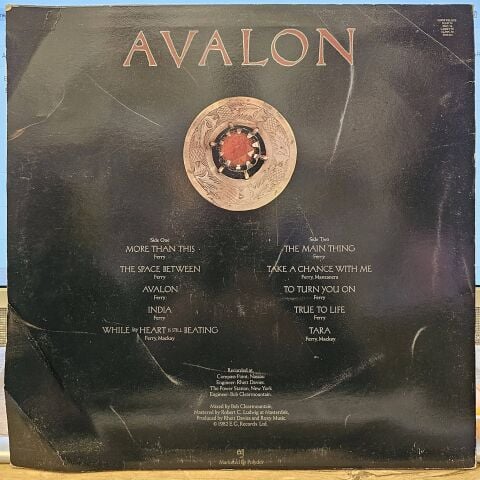 AVALON
Side One
MORE THAN THIS
Ferry
THE SPACE BETWEEN
Ferry
AVALON
Ferry
INDIA
Ferry
WHILE MY HEART IS STILL BEATING
Ferry, Mackay
Side Two
THE MAIN THING
Ferry
TAKE A CHANCE WITH ME
Ferry, Manzanera
TO TURN YOU ON
Ferry
TRUE TO LIFE
Ferry
TARA
Ferry, Mackay
Recorded at
Compass Point, Nassau
Engineer: Rhett Davies.
The Power Station, New York
Engineer: Bob Clearmountain.
Mixed by Bob Clearmountain.
Mastered by Robert C. Ludwig at Masterdisk.
Produced by Rhett Davies and Roxy Music.
© 1982 E.G. Records Ltd.
Marketed by Polydor